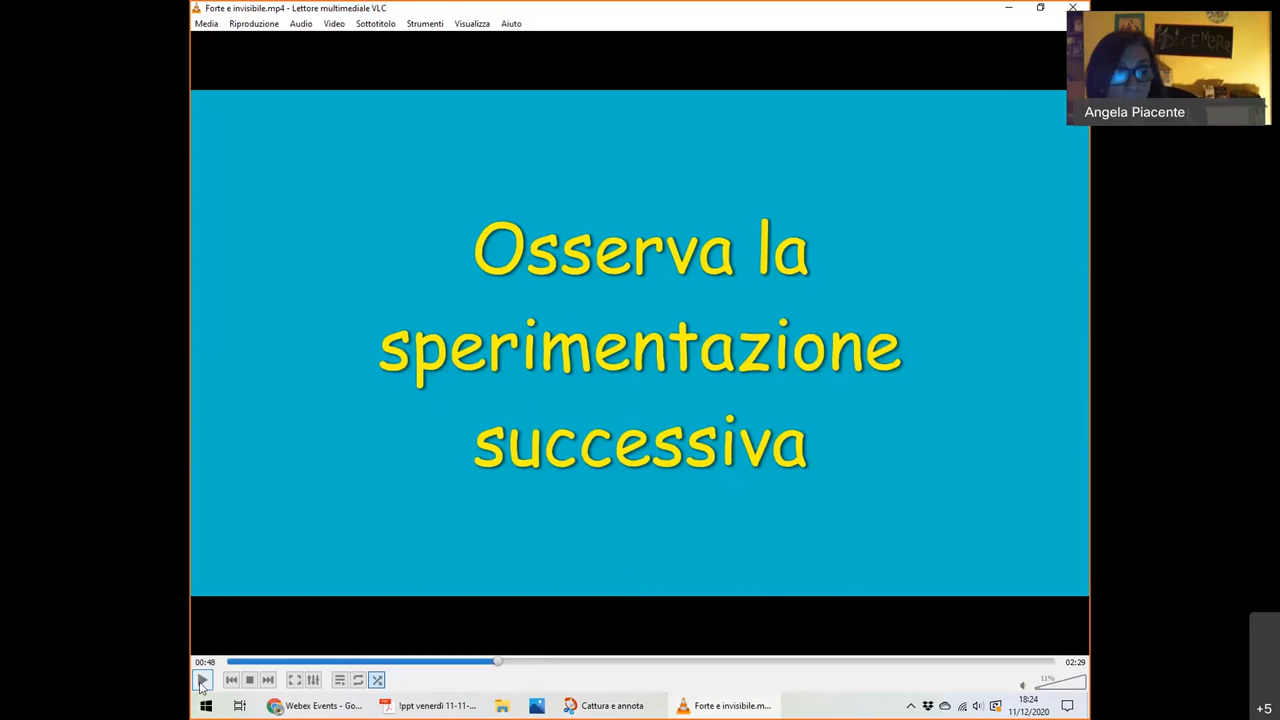 Forte e invisibile.mp4 - Lettore multimediale VLC
Media Riproduzione Audio Video Sottotitolo Strumenti Visualizza Aiuto
DICEMBRE
Angela Piacente
Osserva la
sperimentazione
successiva
00:48 02:29
11%
Webex Events - Go... !ppt venerdì 11-11-... Cattura e annota Forte e invisibile.m... 18:24
11/12/2020
+5